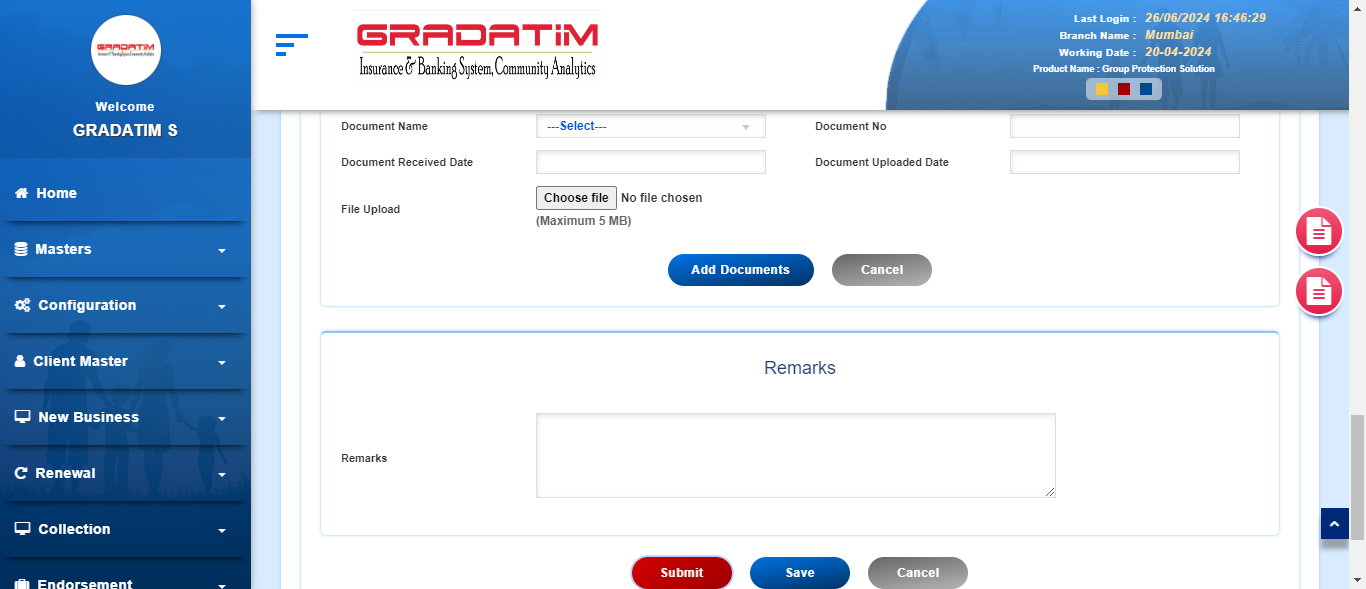 GRADATIM
Insurance & Banking System, Community Analytics
Welcome
GRADATIM S
Home
Masters
Configuration
Client Master
New Business
Renewal
Collection
Endorsement
GRADATIM
Insurance & Banking System, Community Analytics
Last Login : 26/06/2024 16:46:29
Branch Name : Mumbai
Working Date : 20-04-2024
Product Name : Group Protection Solution
Document Name ---Select--- Document No
Document Received Date Document Uploaded Date
File Upload Choose file No file chosen
(Maximum 5 MB)
Add Documents Cancel
Remarks
Remarks
Submit Save Cancel